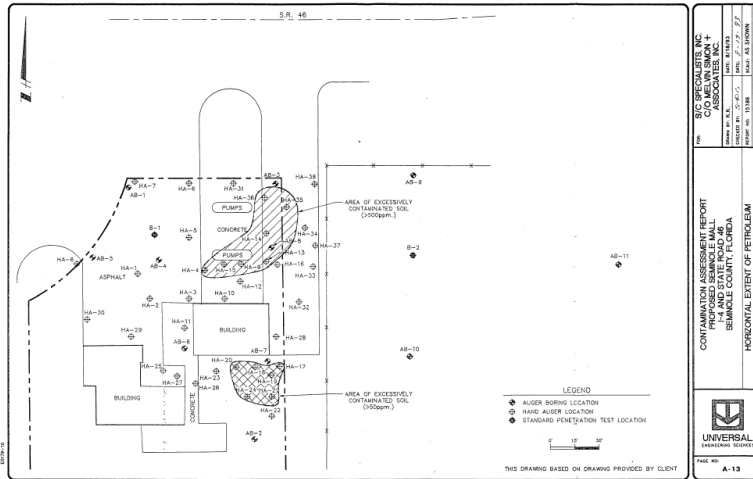 S.R. 46
HA-7
AB-1
HA-6
HA-31
AB-3
HA-38
HA-36
HA-35
PUMPS
AREA OF EXCESSIVELY
CONTAMINATED SOIL
(>500ppm.)
AB-9
B-1
HA-5
CONCRETE
HA-14
HA-34
AB-8
HA-37
B-2
PUMPS
HA-8
AB-5
AB-4
HA-1
ASPHALT
HA-4
HA-15
HA-9
HA-13
HA-16
HA-33
AB-11
HA-12
HA-2
HA-3
HA-10
HA-32
HA-30
HA-11
BUILDING
HA-29
HA-28
AB-6
AB-7
AB-10
HA-25
HA-20
HA-17
HA-27
HA-23
HA-18
HA-19
HA-26
HA-24
BUILDING
CONCRETE
HA-22
AB-2
AREA OF EXCESSIVELY
CONTAMINATED SOIL
(>50ppm.)
LEGEND
AUGER BORING LOCATION
HAND AUGER LOCATION
STANDARD PENETRATION TEST LOCATION
0' 15' 30'
THIS DRAWING BASED ON DRAWING PROVIDED BY CLIENT
FOR:
S/C SPECIALISTS, INC.
C/O MELVIN SIMON +
ASSOCIATES, INC.
DRAWN BY: K.K.
CHECKED BY:
DATE:
REPORT NO:
SCALE: AS SHOWN
CONTAMINATION ASSESSMENT REPORT
PROPOSED SEMINOLE MALL
I-4 AND STATE ROAD 46
SEMINOLE COUNTY, FLORIDA
HORIZONTAL EXTENT OF PETROLEUM
UNIVERSAL
ENGINEERING SCIENCES
PAGE NO:
A-13